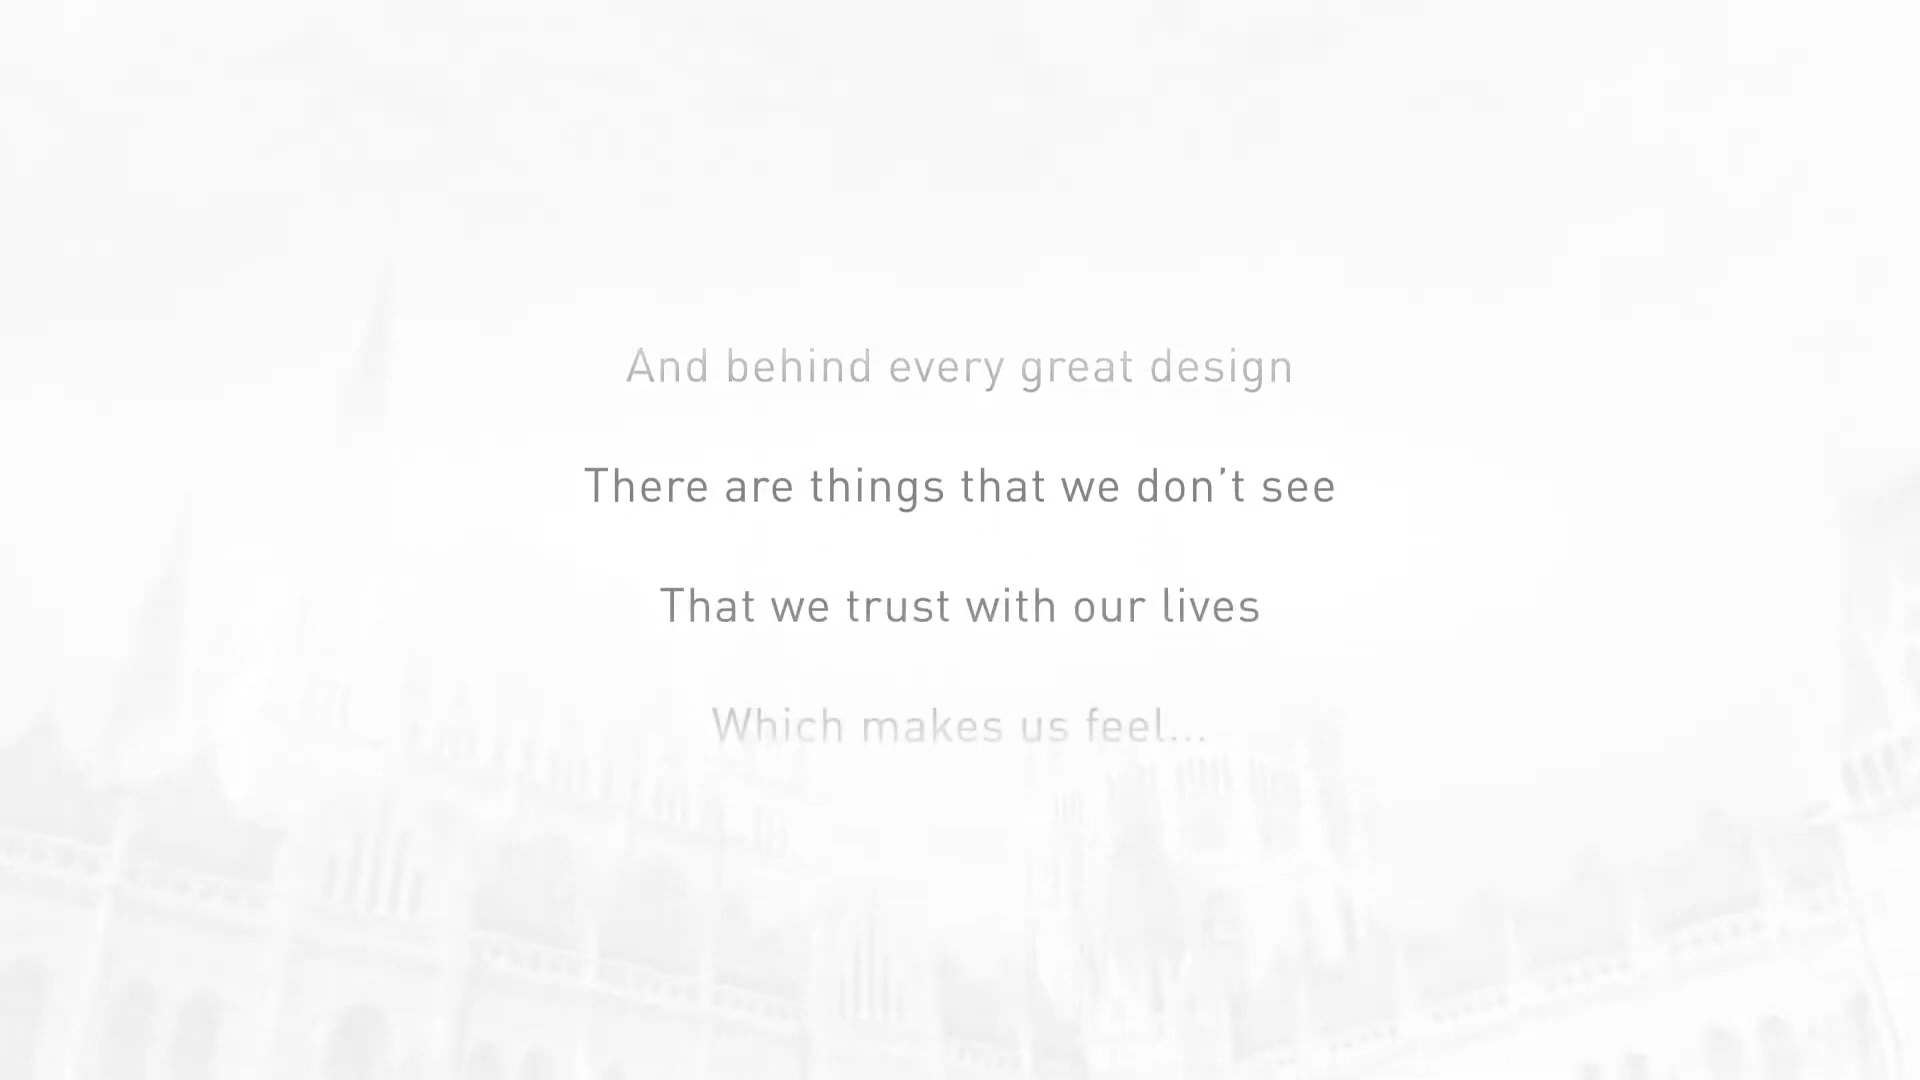 And behind every great design
There are things that we don’t see
That we trust with our lives
Which makes us feel...